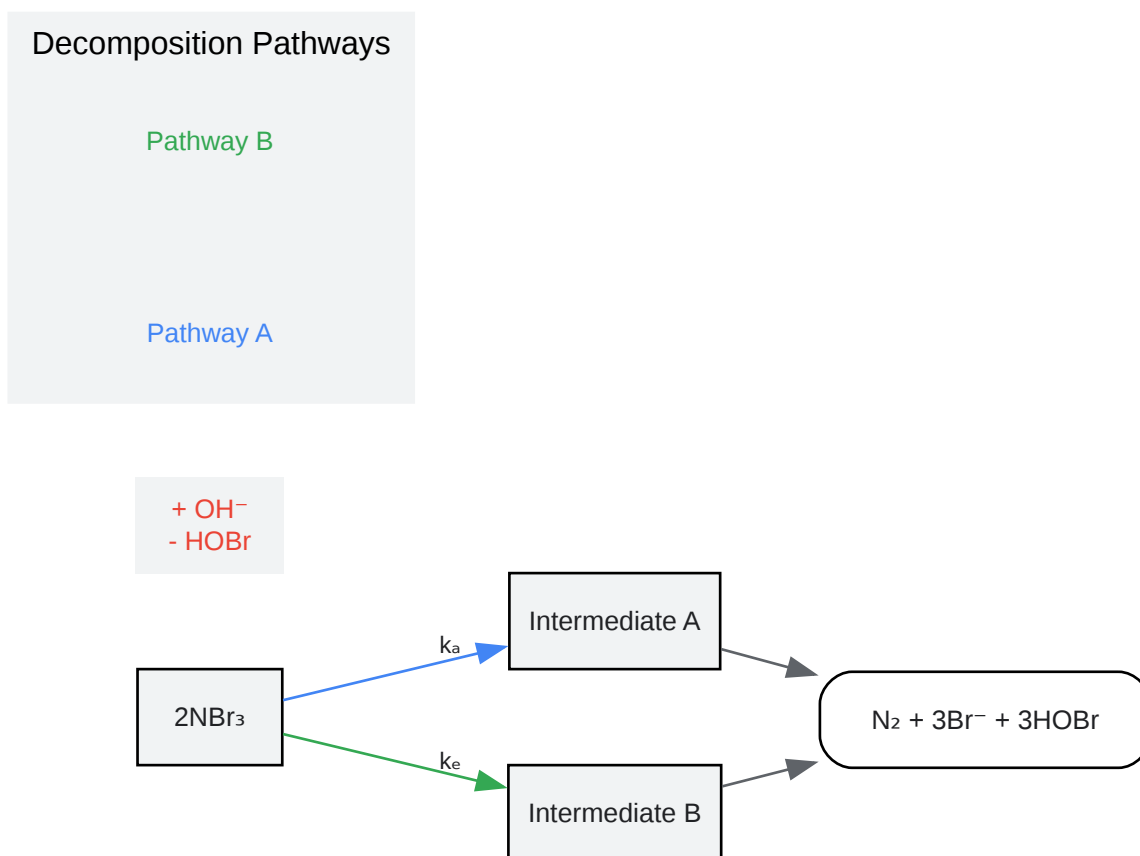 Decomposition Pathways
Pathway B
Pathway A
+ OH⁻
- HOBr
Intermediate A
kₐ
2NBr₃
N₂ + 3Br⁻ + 3HOBr
kₑ
Intermediate B